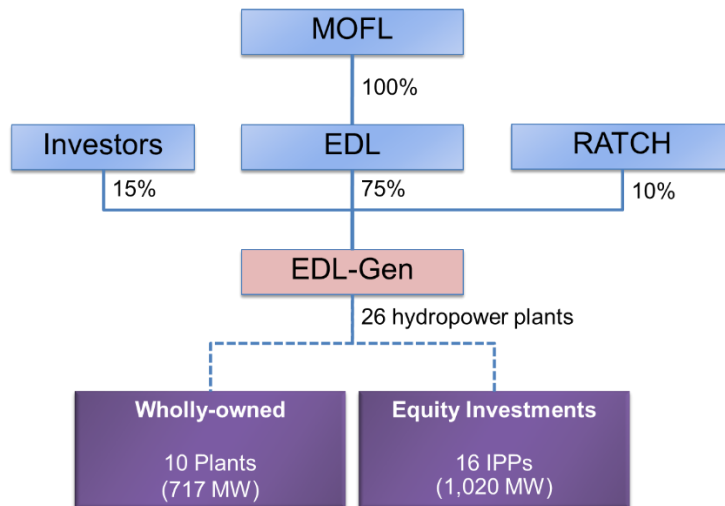 MOFL
100%
Investors
EDL
RATCH
15%
75%
10%
EDL-Gen
26 hydropower plants
Wholly-owned
10 Plants
(717 MW)
Equity Investments
16 IPPs
(1,020 MW)